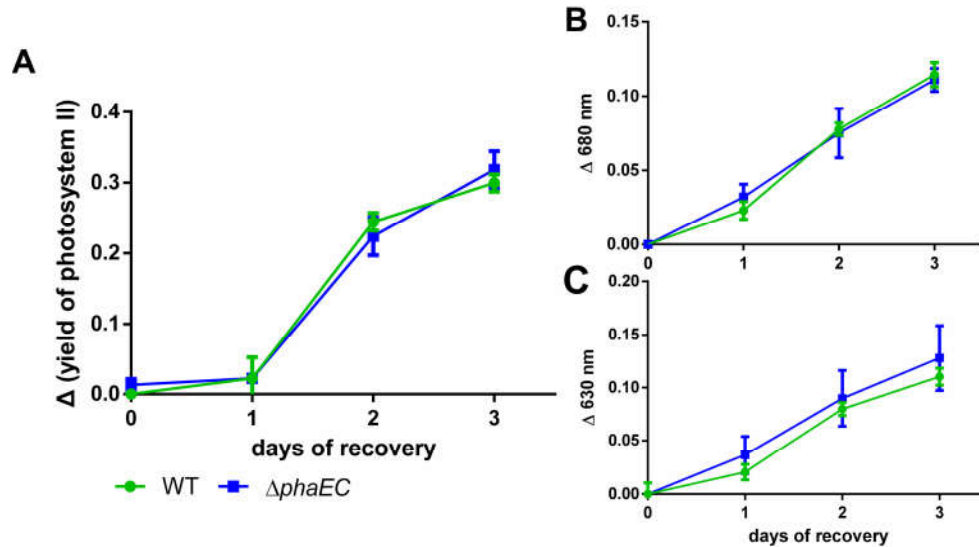 A
Δ (yield of photosystem II)
0.4
0.3
0.2
0.1
0.0
0 1 2 3
days of recovery
WT ΔphaEC
B
Δ 680 nm
0.15
0.10
0.05
0.00
0 1 2 3
C
Δ 630 nm
0.20
0.15
0.10
0.05
0.00
0 1 2 3
days of recovery